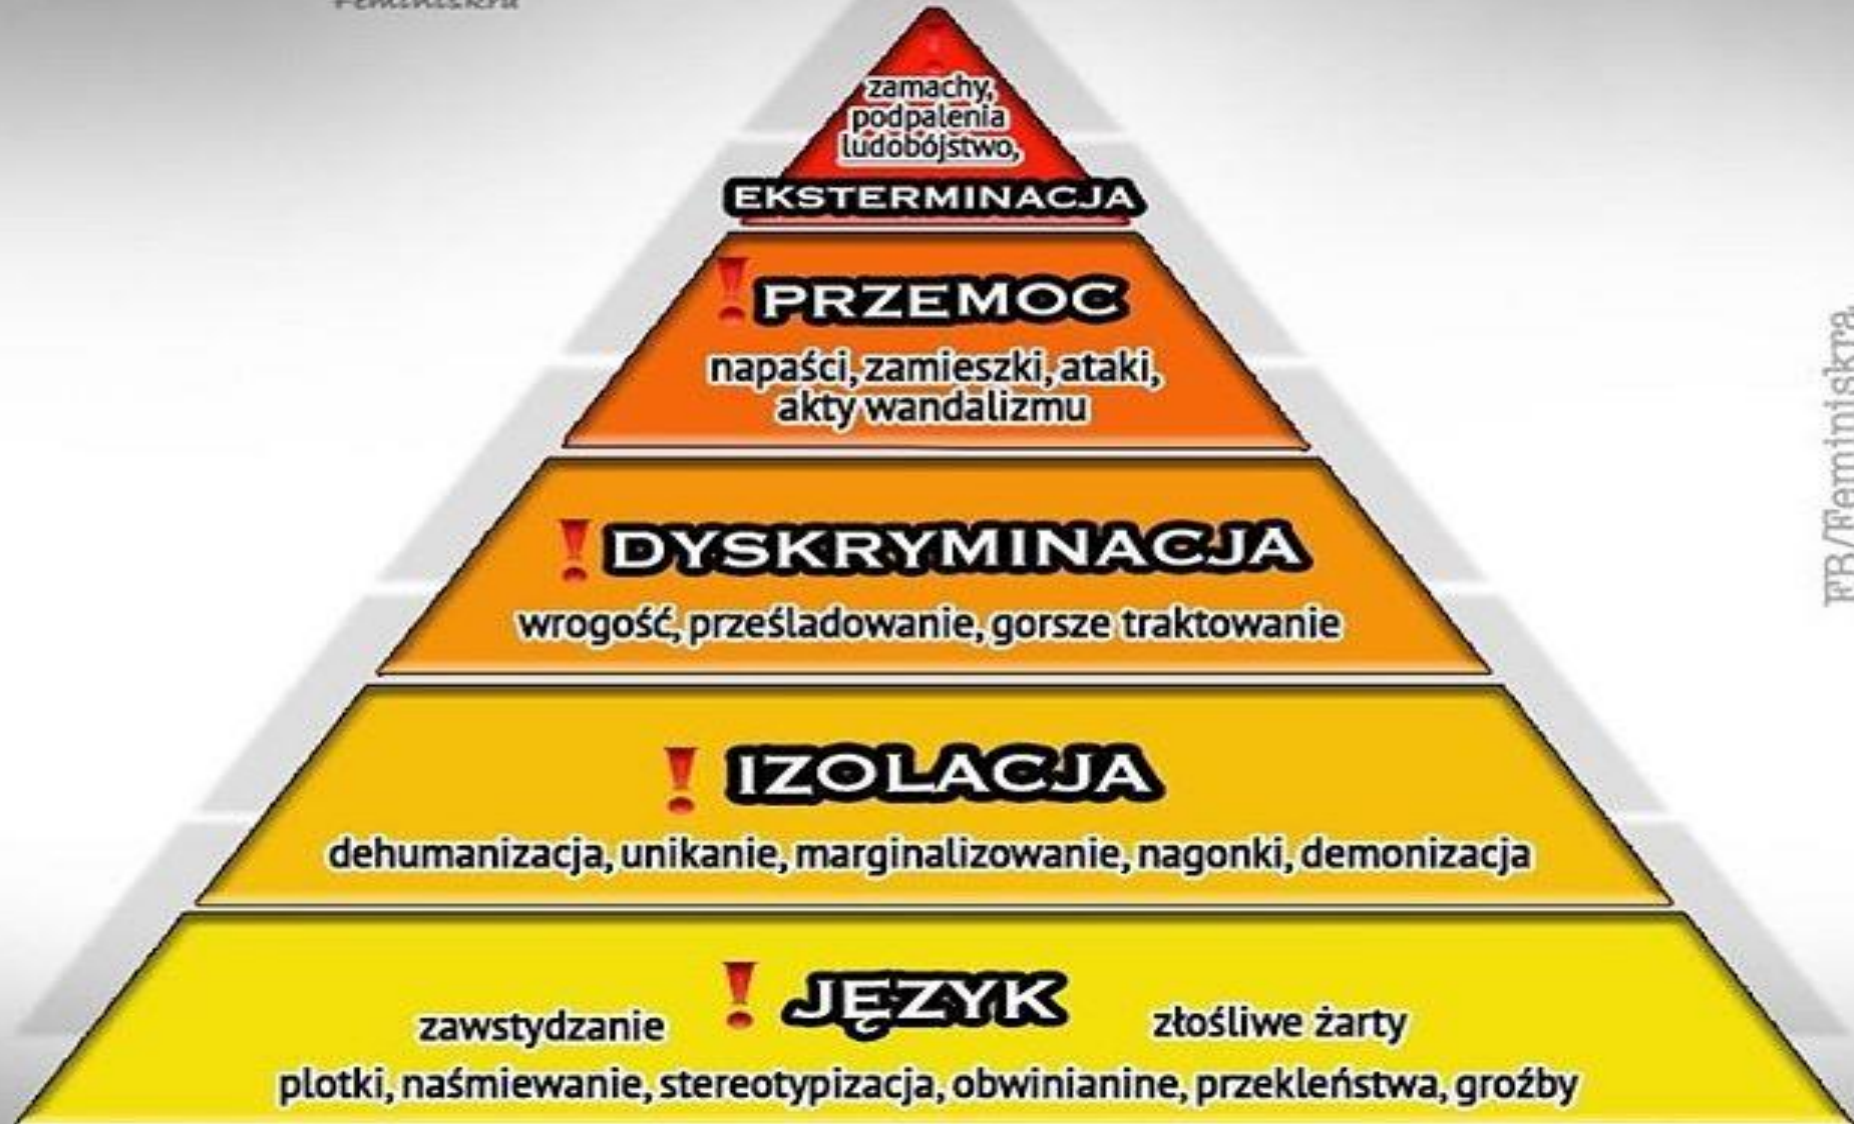 Feminiskra
zamachy,
podpalenia
ludobójstwo,
EKSTERMINACJA
! PRZEMOC
napaści, zamieszki, ataki,
akty wandalizmu
! DYSKRYMINACJA
wrogość, prześladowanie, gorsze traktowanie
! IZOLACJA
dehumanizacja, unikanie, marginalizowanie, nagonki, demonizacja
! JĘZYK
zawstydzanie
złośliwe żarty
plotki, naśmiewanie, stereotypizacja, obwinianine, przekleństwa, groźby
FB/Feminiskra